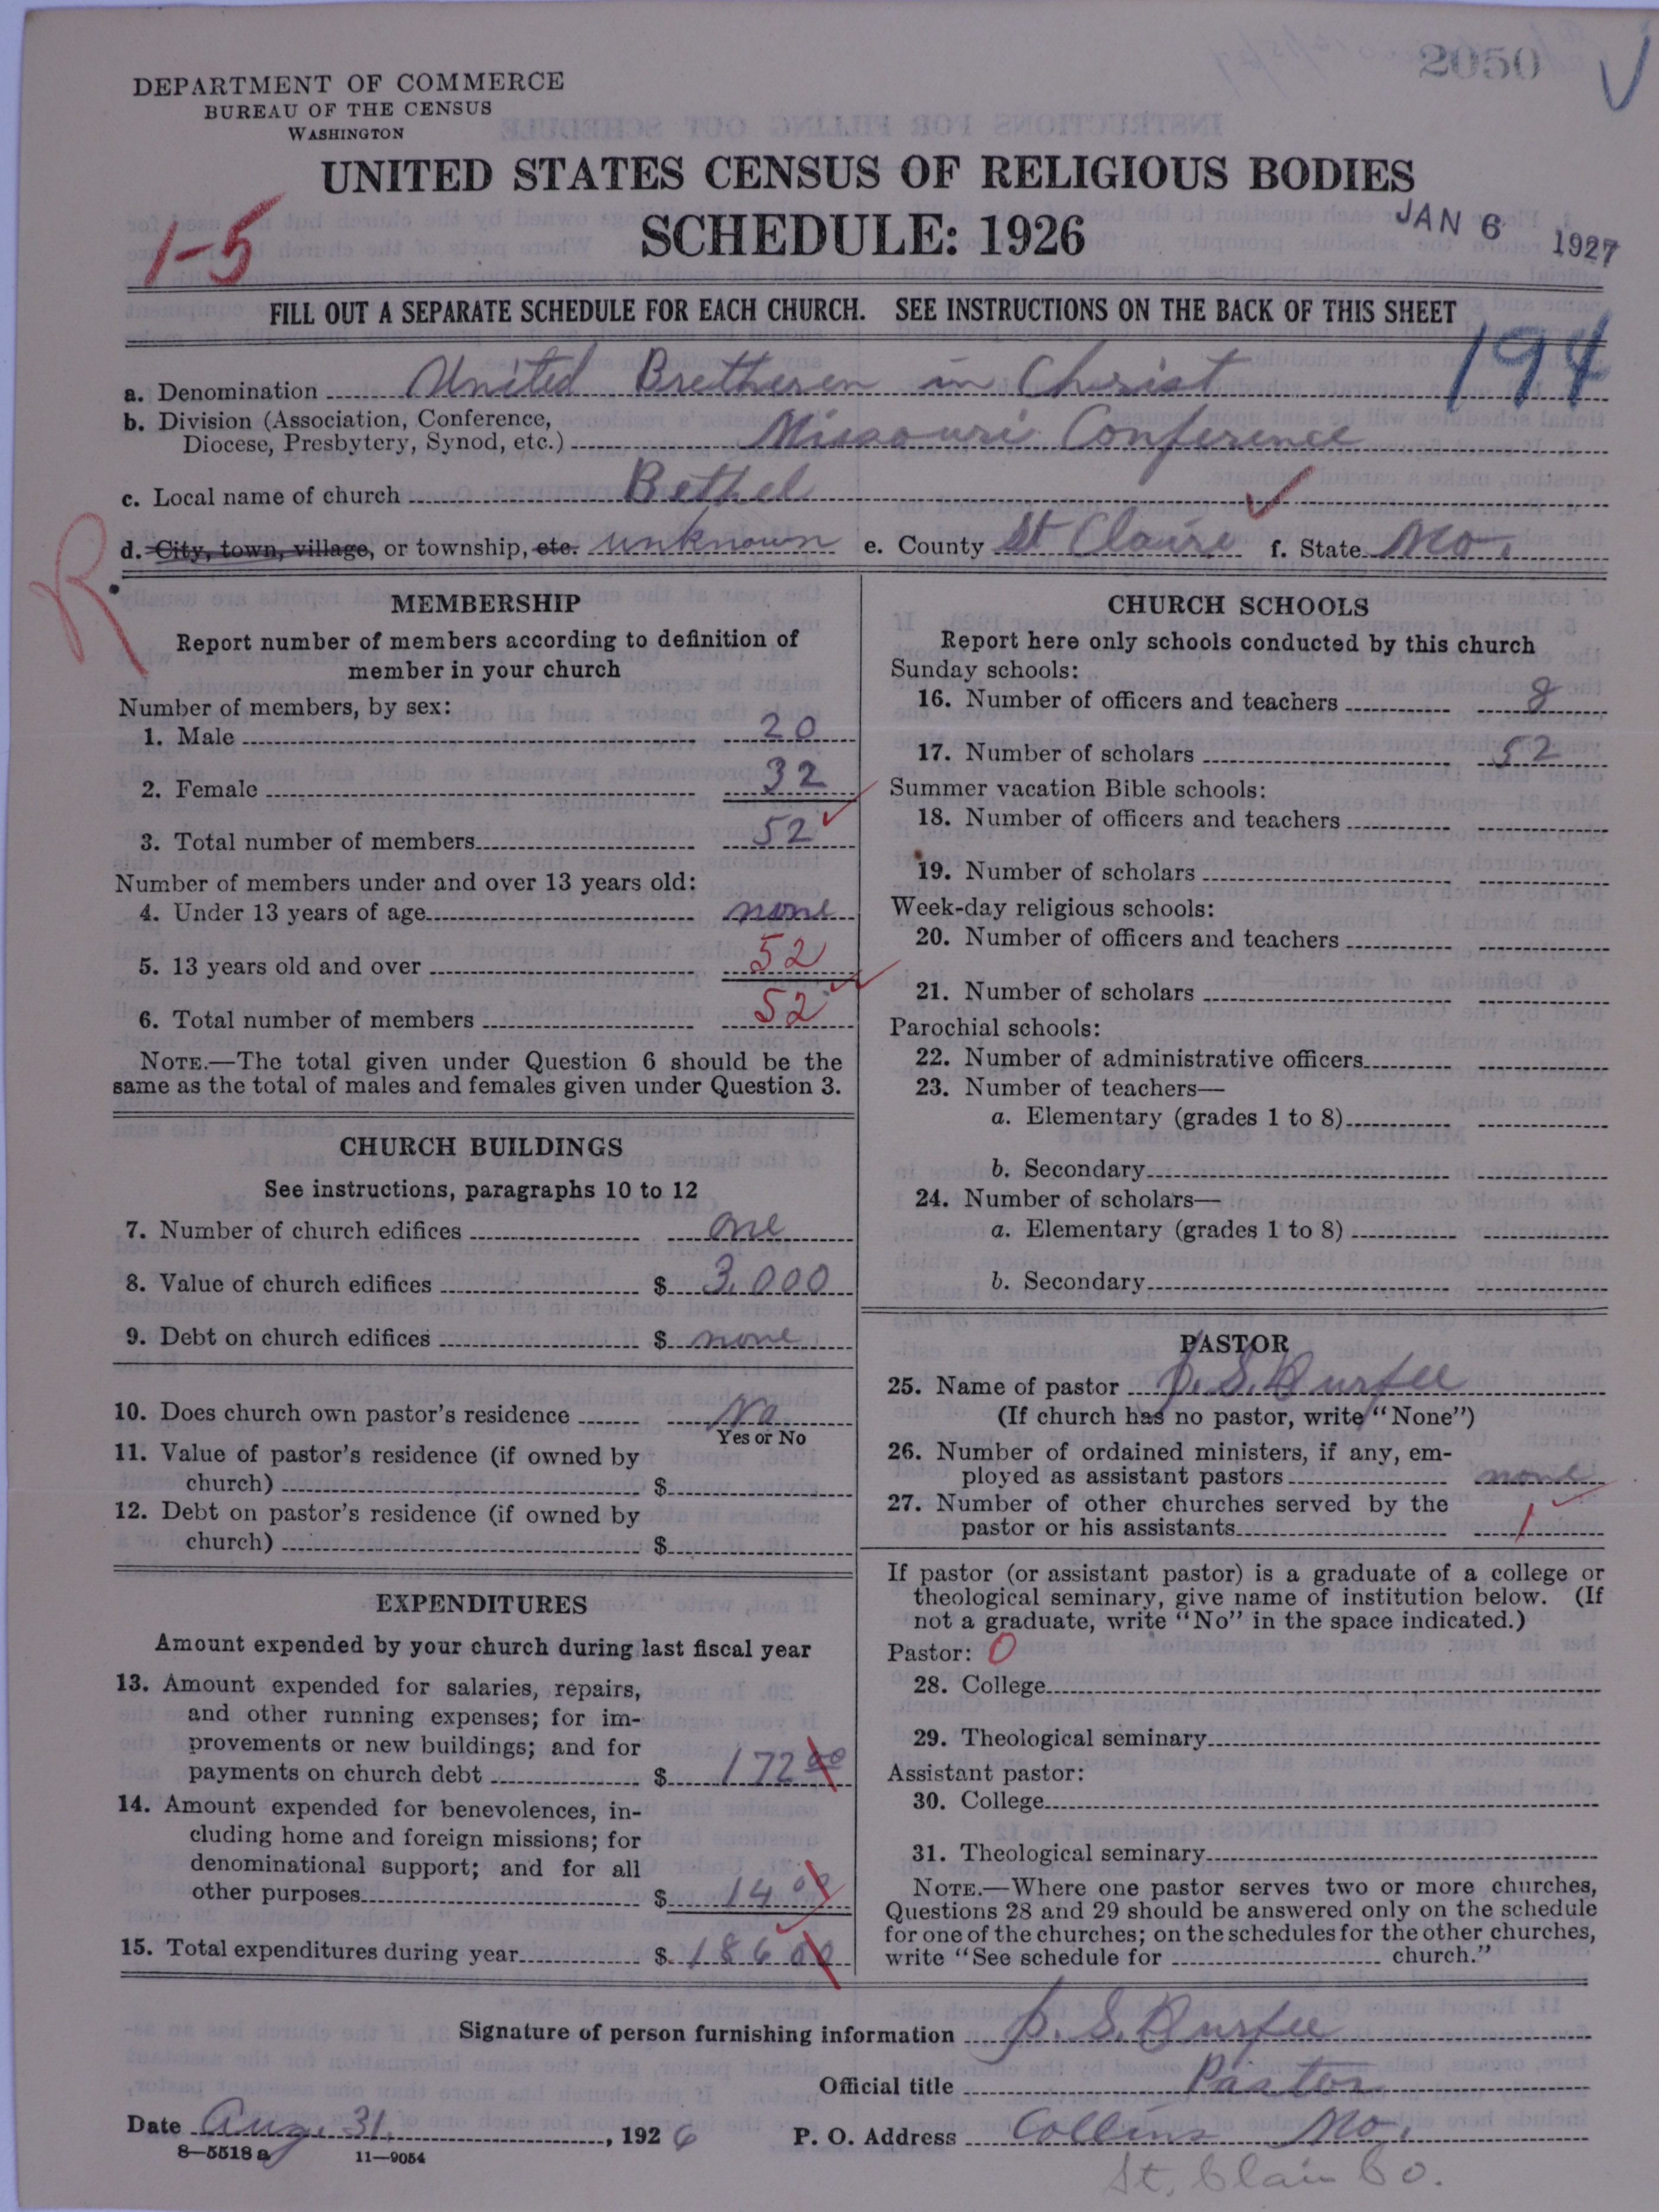 2050
DEPARTMENT OF COMMERCE
BUREAU OF THE CENSUS
WASHINGTON
UNITED STATES CENSUS OF RELIGIOUS BODIES
SCHEDULE: 1926
JAN 6 1927
1-5
FILL OUT A SEPARATE SCHEDULE FOR EACH CHURCH. SEE INSTRUCTIONS ON THE BACK OF THIS SHEET
194
a. Denomination United Bretheren in Christ
b. Division (Association, Conference,
Diocese, Presbytery, Synod, etc.) Missouri Conference
c. Local name of church Bethel
d. City, town, village, or township, etc. unknown e. County St Claire f. State Mo.
R
MEMBERSHIP
Report number of members according to definition of
member in your church
Number of members, by sex:
1. Male 20
2. Female 32
3. Total number of members 52
Number of members under and over 13 years old:
4. Under 13 years of age none
5. 13 years old and over 52
6. Total number of members 52
NOTE.—The total given under Question 6 should be the
same as the total of males and females given under Question 3.
CHURCH BUILDINGS
See instructions, paragraphs 10 to 12
7. Number of church edifices one
8. Value of church edifices $ 3,000
9. Debt on church edifices $ none
10. Does church own pastor's residence No
Yes or No
11. Value of pastor's residence (if owned by
church) $
12. Debt on pastor's residence (if owned by
church) $
EXPENDITURES
Amount expended by your church during last fiscal year
13. Amount expended for salaries, repairs,
and other running expenses; for im-
provements or new buildings; and for
payments on church debt $ 172 00
14. Amount expended for benevolences, in-
cluding home and foreign missions; for
denominational support; and for all
other purposes $ 14 00
15. Total expenditures during year $ 186 00
CHURCH SCHOOLS
Report here only schools conducted by this church
Sunday schools:
16. Number of officers and teachers 8
17. Number of scholars 52
Summer vacation Bible schools:
18. Number of officers and teachers
19. Number of scholars
Week-day religious schools:
20. Number of officers and teachers
21. Number of scholars
Parochial schools:
22. Number of administrative officers
23. Number of teachers—
a. Elementary (grades 1 to 8)
b. Secondary
24. Number of scholars—
a. Elementary (grades 1 to 8)
b. Secondary
PASTOR
25. Name of pastor J. S. Durfee
(If church has no pastor, write "None")
26. Number of ordained ministers, if any, em-
ployed as assistant pastors none
27. Number of other churches served by the
pastor or his assistants 1
If pastor (or assistant pastor) is a graduate of a college or
theological seminary, give name of institution below. (If
not a graduate, write "No" in the space indicated.)
Pastor: 0
28. College
29. Theological seminary
Assistant pastor:
30. College
31. Theological seminary
NOTE.—Where one pastor serves two or more churches,
Questions 28 and 29 should be answered only on the schedule
for one of the churches; on the schedules for the other churches,
write "See schedule for church."
Signature of person furnishing information J. S. Durfee
Official title Pastor
Date Aug. 31, 1926 P. O. Address Collins Mo.
8—5518 a 11—9054
St. Clair Co.